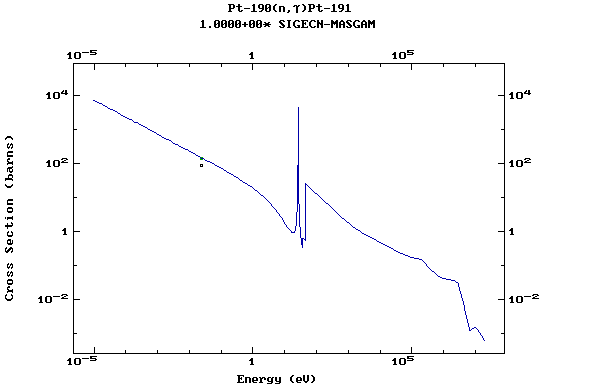 Pt-190(n,γ)Pt-191
1.0000+00* SIGECN-MASGAM
10⁻⁵ 1 10⁵
10⁴ 10⁴
10² 10²
1 1
10⁻² 10⁻²
10⁻⁵ 1 10⁵
Cross Section (barns)
Energy (eV)